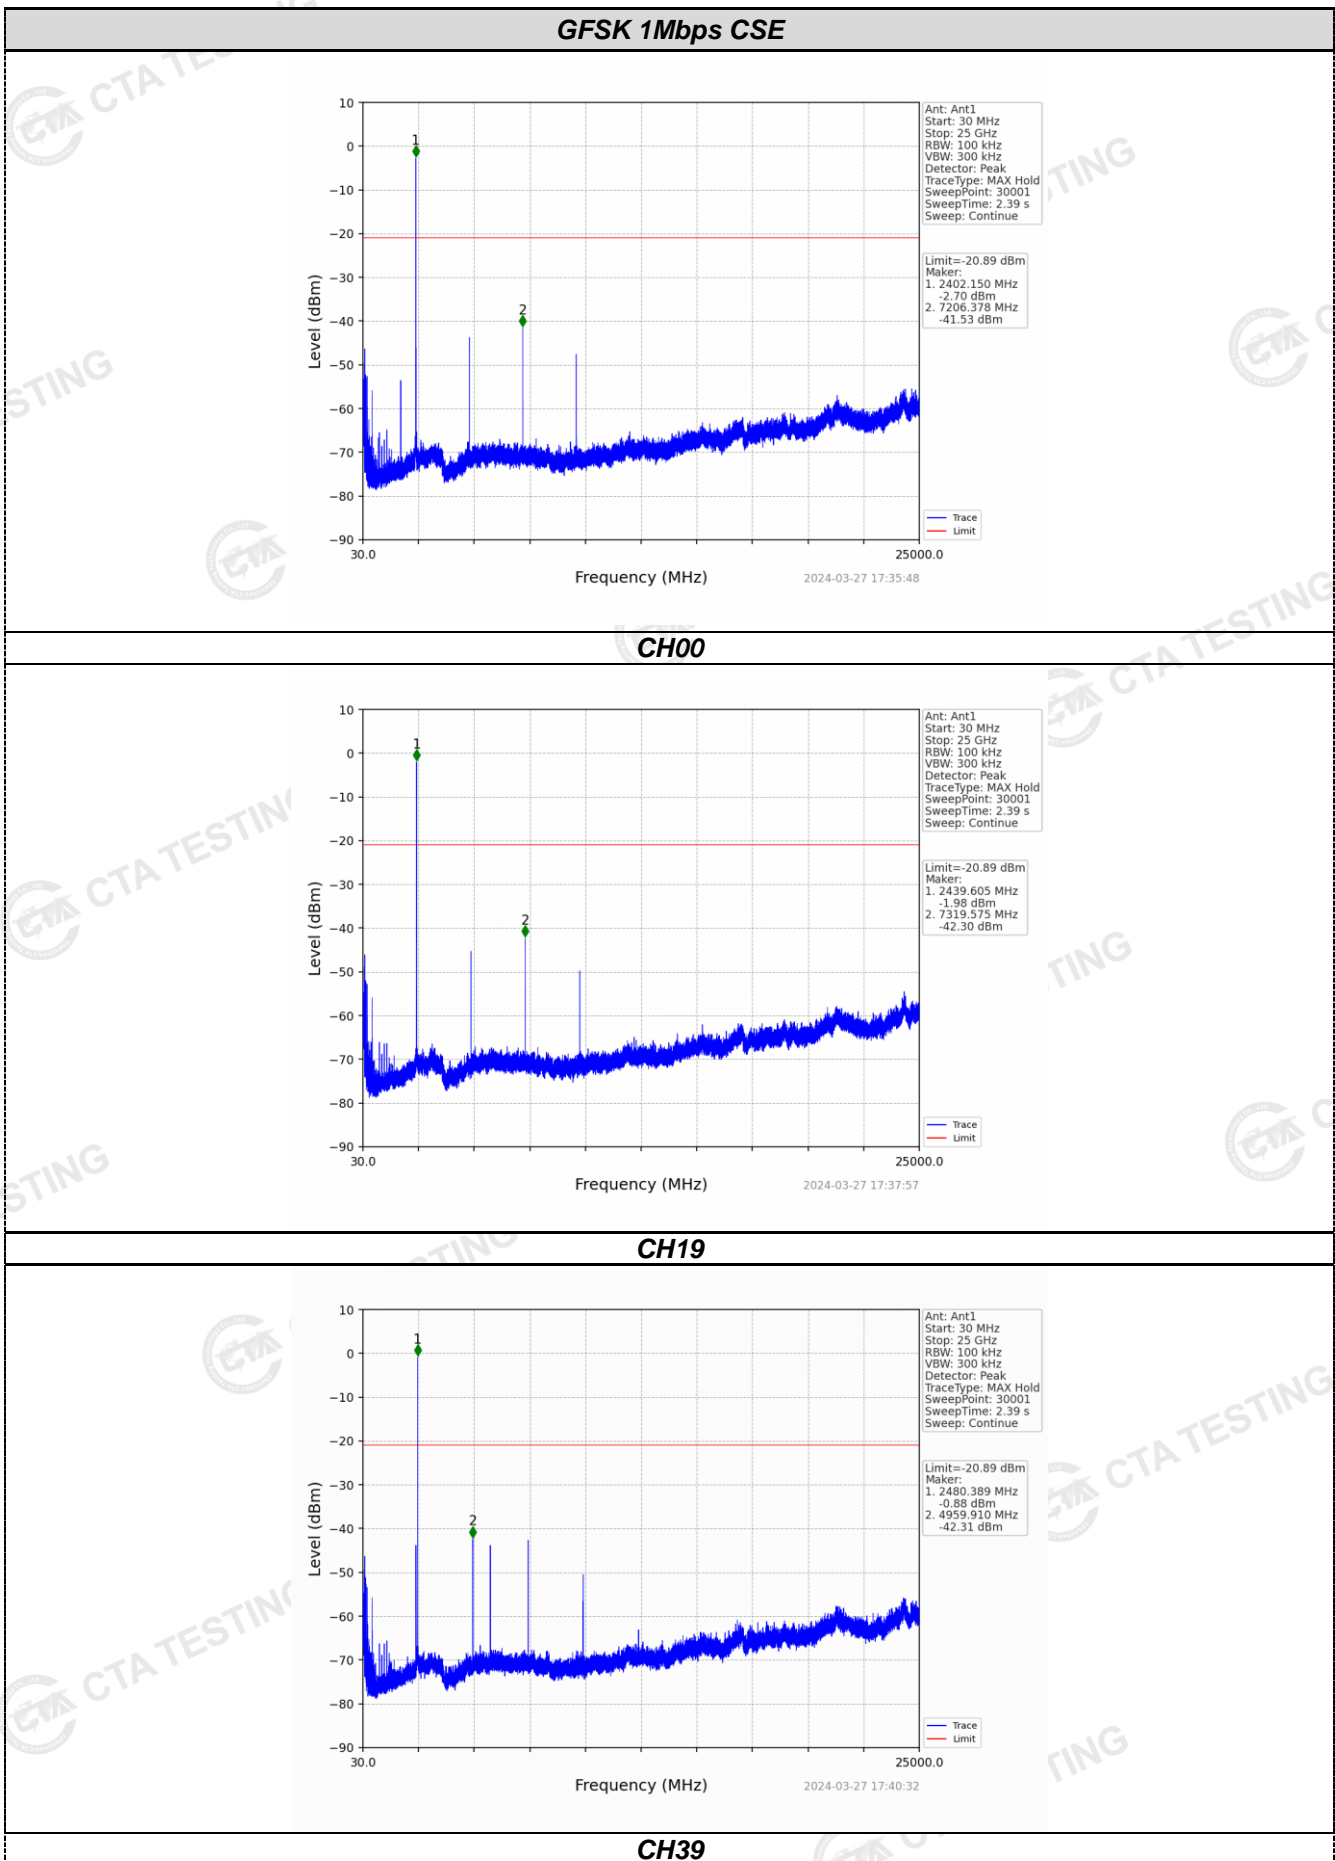 GFSK 1Mbps CSE
10
0
−10
−20
−30
−40
−50
−60
−70
−80
−90
Level (dBm)
1
2
30.0
25000.0
Frequency (MHz)
2024-03-27 17:35:48
Ant: Ant1
Start: 30 MHz
Stop: 25 GHz
RBW: 100 kHz
VBW: 300 kHz
Detector: Peak
TraceType: MAX Hold
SweepPoint: 30001
SweepTime: 2.39 s
Sweep: Continue
Limit=-20.89 dBm
Maker:
1. 2402.150 MHz
-2.70 dBm
2. 7206.378 MHz
-41.53 dBm
Trace
Limit
CH00
10
0
−10
−20
−30
−40
−50
−60
−70
−80
−90
Level (dBm)
1
2
30.0
25000.0
Frequency (MHz)
2024-03-27 17:37:57
Ant: Ant1
Start: 30 MHz
Stop: 25 GHz
RBW: 100 kHz
VBW: 300 kHz
Detector: Peak
TraceType: MAX Hold
SweepPoint: 30001
SweepTime: 2.39 s
Sweep: Continue
Limit=-20.89 dBm
Maker:
1. 2439.605 MHz
-1.98 dBm
2. 7319.575 MHz
-42.30 dBm
Trace
Limit
CH19
10
0
−10
−20
−30
−40
−50
−60
−70
−80
−90
Level (dBm)
1
2
30.0
25000.0
Frequency (MHz)
2024-03-27 17:40:32
Ant: Ant1
Start: 30 MHz
Stop: 25 GHz
RBW: 100 kHz
VBW: 300 kHz
Detector: Peak
TraceType: MAX Hold
SweepPoint: 30001
SweepTime: 2.39 s
Sweep: Continue
Limit=-20.89 dBm
Maker:
1. 2480.389 MHz
-0.88 dBm
2. 4959.910 MHz
-42.31 dBm
Trace
Limit
CH39
CTA TESTING
CTA TESTING
CTA TESTING
CTA TESTING
CTA TESTING